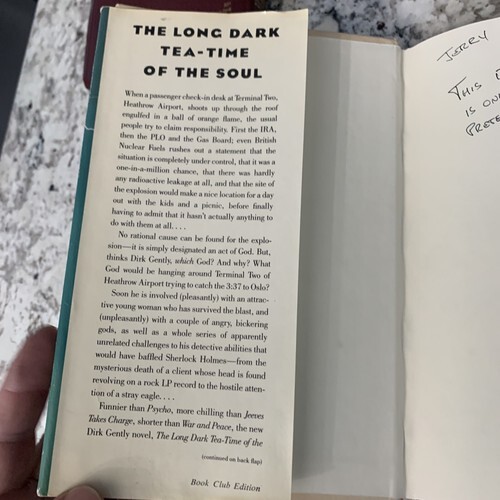 THE LONG DARK
TEA-TIME
OF THE SOUL
When a passenger check-in desk at Terminal Two,
Heathrow Airport, shoots up through the roof
engulfed in a ball of orange flame, the usual
people try to claim responsibility. First the IRA,
then the PLO and the Gas Board; even British
Nuclear Fuels rushes out a statement that the
situation is completely under control, that it was a
one-in-a-million chance, that there was hardly
any radioactive leakage at all, and that the site of
the explosion would make a nice location for a day
out with the kids and a picnic, before finally
having to admit that it hasn't actually anything to
do with them at all. . . .
No rational cause can be found for the explo-
sion—it is simply designated an act of God. But,
thinks Dirk Gently, which God? And why? What
God would be hanging around Terminal Two of
Heathrow Airport trying to catch the 3:37 to Oslo?
Soon he is involved (pleasantly) with an attrac-
tive young woman who has survived the blast, and
(unpleasantly) with a couple of angry, bickering
gods, as well as a whole series of apparently
unrelated challenges to his detective abilities that
would have baffled Sherlock Holmes—from the
mysterious death of a client whose head is found
revolving on a rock LP record to the hostile atten-
tion of a stray eagle. . . .
Funnier than Psycho, more chilling than Jeeves
Takes Charge, shorter than War and Peace, the new
Dirk Gently novel, The Long Dark Tea-Time of the
(continued on back flap)
Book Club Edition
JERRY
THIS
IS